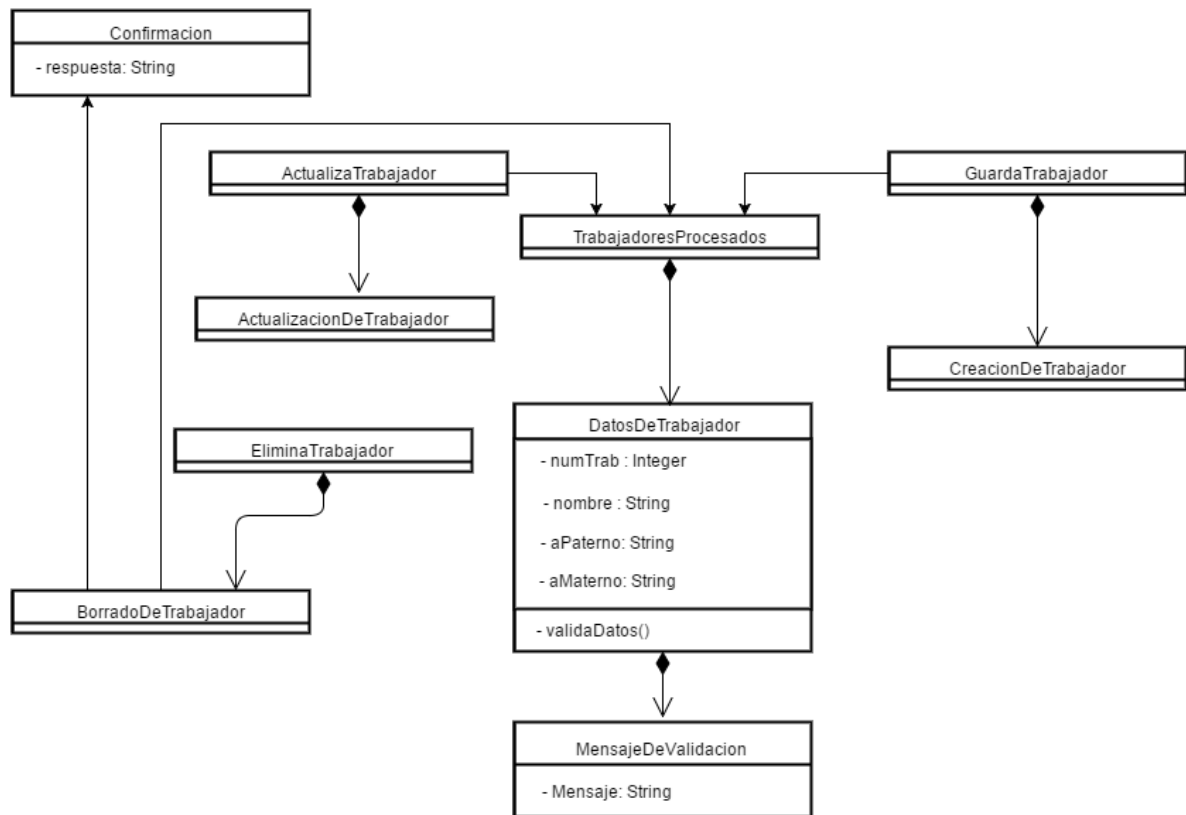 Confirmacion
- respuesta: String
ActualizaTrabajador
GuardaTrabajador
TrabajadoresProcesados
ActualizacionDeTrabajador
CreacionDeTrabajador
DatosDeTrabajador
- numTrab : Integer
- nombre : String
- aPaterno: String
- aMaterno: String
- validaDatos()
EliminaTrabajador
BorradoDeTrabajador
MensajeDeValidacion
- Mensaje: String